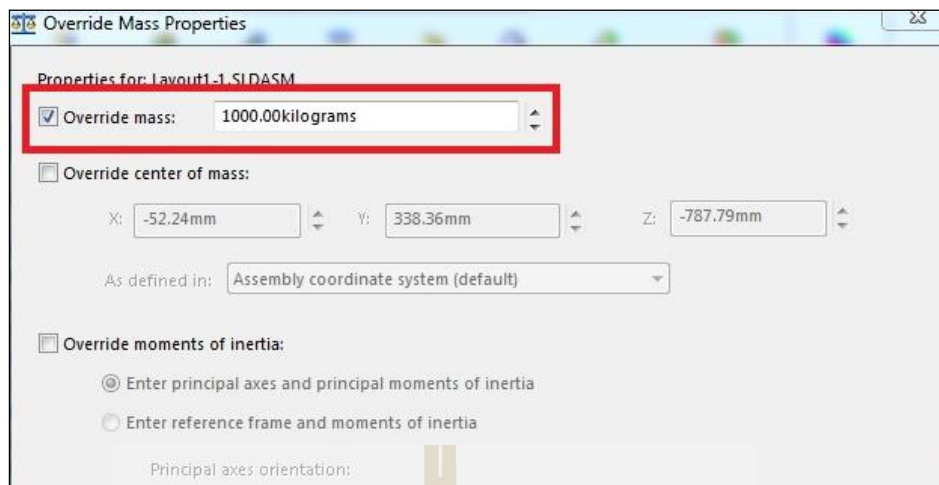 Override Mass Properties
Properties for: Layout1-1.SLDASM
Override mass: 1000.00kilograms
Override center of mass:
X: -52.24mm Y: 338.36mm Z: -787.79mm
As defined in: Assembly coordinate system (default)
Override moments of inertia:
Enter principal axes and principal moments of inertia
Enter reference frame and moments of inertia
Principal axes orientation: